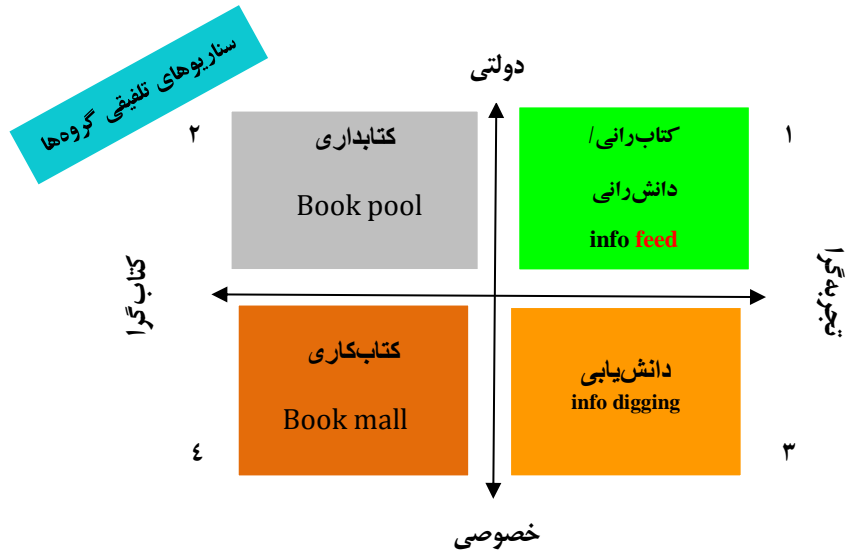 سناریوهای تلفیقی گروه‌ها
دولتی
۱
کتاب‌رانی/
دانش‌رانی
info feed
۲
کتابداری
Book pool
تجربه‌گرا
کتاب‌گرا
۳
دانش‌یابی
info digging
٤
کتاب‌کاری
Book mall
خصوصی